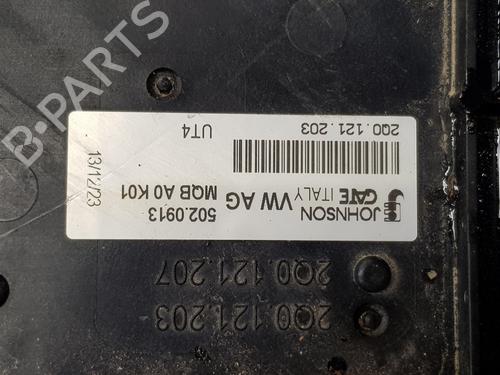 2Q0.121.203-
2Q0.121.207
JOHNSON
GATE ITALY
VW AG
502.0913
MQB A0 K01
13/12/23
2Q0.121.203
UT4
B-PARTS